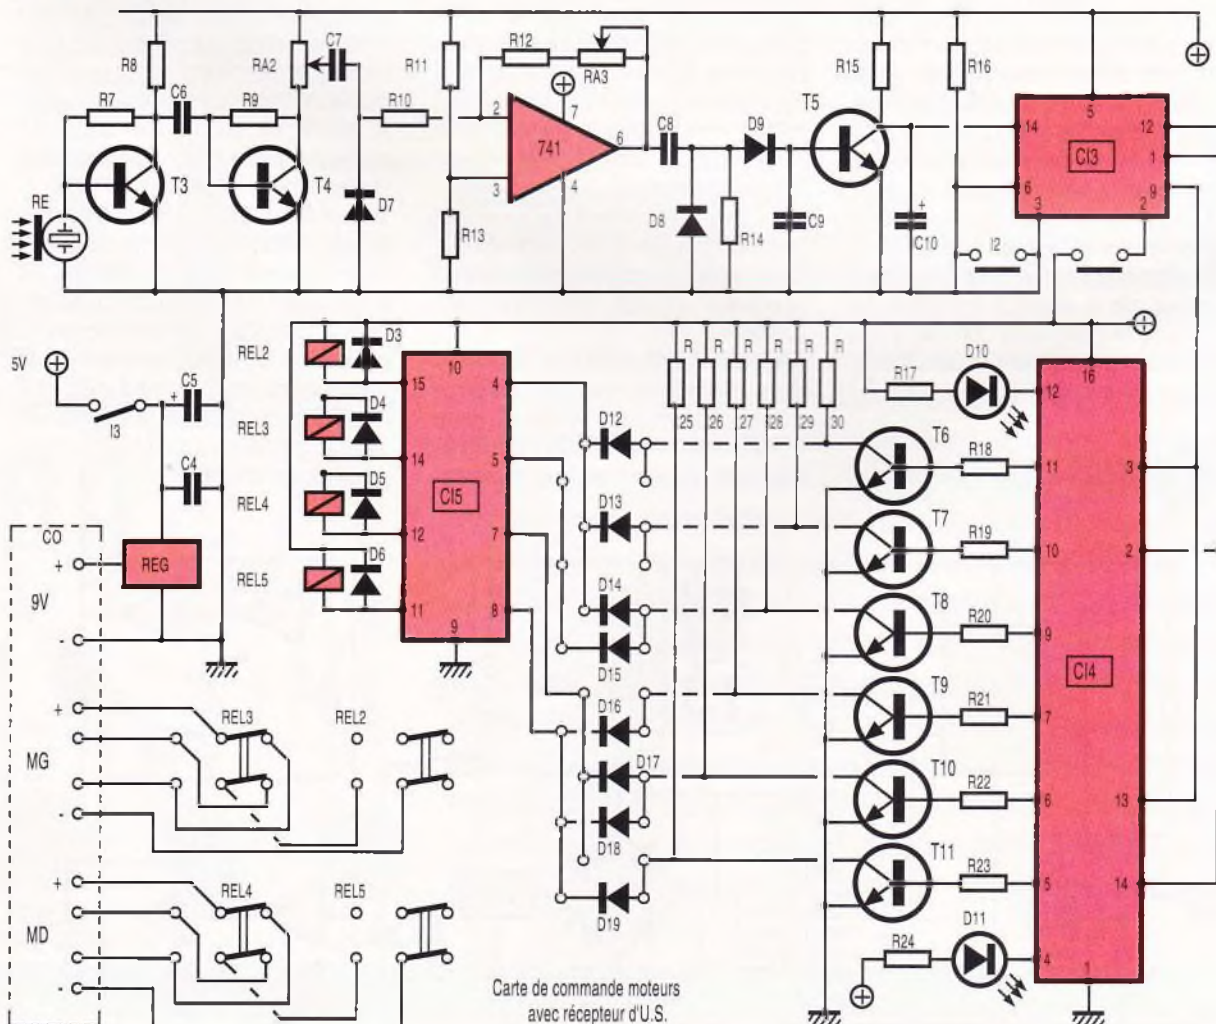 R8
RA2
C7
R11
R12
RA3
R15
R16
R7
C6
R9
R10
2
7
6
741
3
4
C8
D9
T5
14
5
12
CI3
1
6
9
3
2
T3
T4
D7
RE
R13
D8
R14
C9
+
C10
I2
5V
I3
+
C5
C4
REL2
D3
15
10
4
REL3
D4
14
5
REL4
D5
CI5
12
7
REL5
D6
11
8
9
R R R R R R
25 26 27 28 29 30
D12
D13
D14
D15
D16
D17
D18
D19
R17
D10
12
16
T6
R18
11
3
T7
R19
10
2
T8
R20
9
T9
R21
7
CI4
T10
R22
6
13
T11
R23
5
14
R24
D11
4
1
CO
+
REG
9V
-
+
MG
-
REL3
REL2
+
MD
-
REL4
REL5
Carte de commande moteurs
avec récepteur d'U.S.